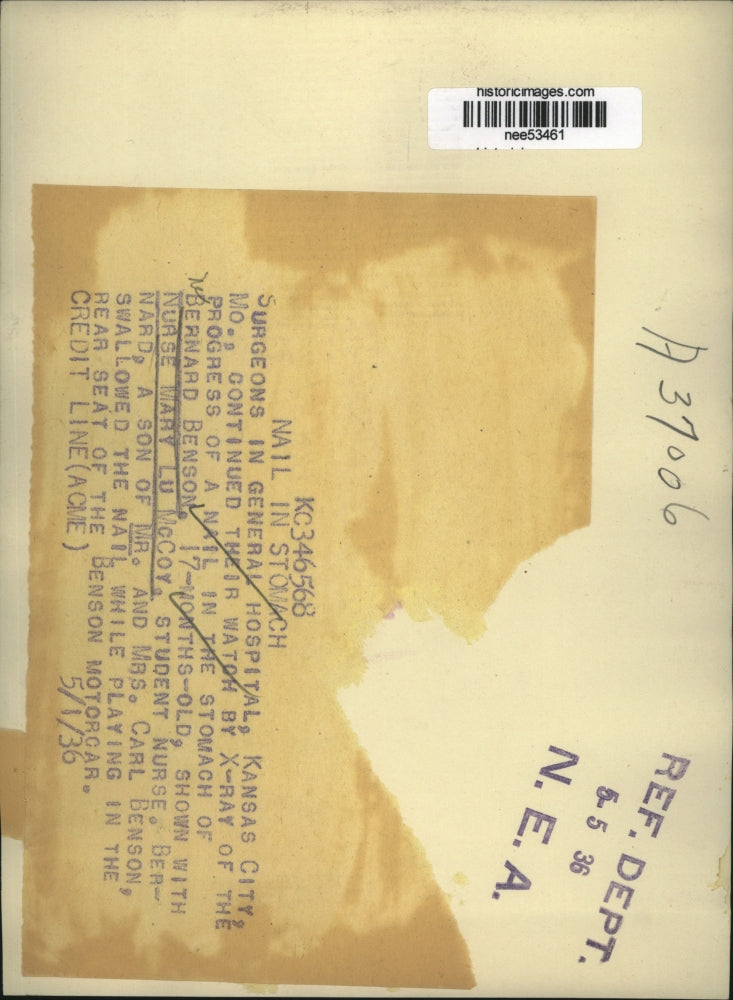 historicimages.com
nee53461
A 37006
KC346568
NAIL IN STOMACH
SURGEONS IN GENERAL HOSPITAL, KANSAS CITY,
MO., CONTINUED THEIR WATCH BY X-RAY OF THE
PROGRESS OF A NAIL IN THE STOMACH OF
BERNARD BENSON, 17-MONTHS-OLD, SHOWN WITH
NURSE MARY LU MCCOY, STUDENT NURSE. BER-
NARD, A SON OF MR. AND MRS. CARL BENSON,
SWALLOWED THE NAIL WHILE PLAYING IN THE
REAR SEAT OF THE BENSON MOTORCAR.
CREDIT LINE (ACME) 5/1/36
REF. DEPT.
5-5 36
N.E.A.